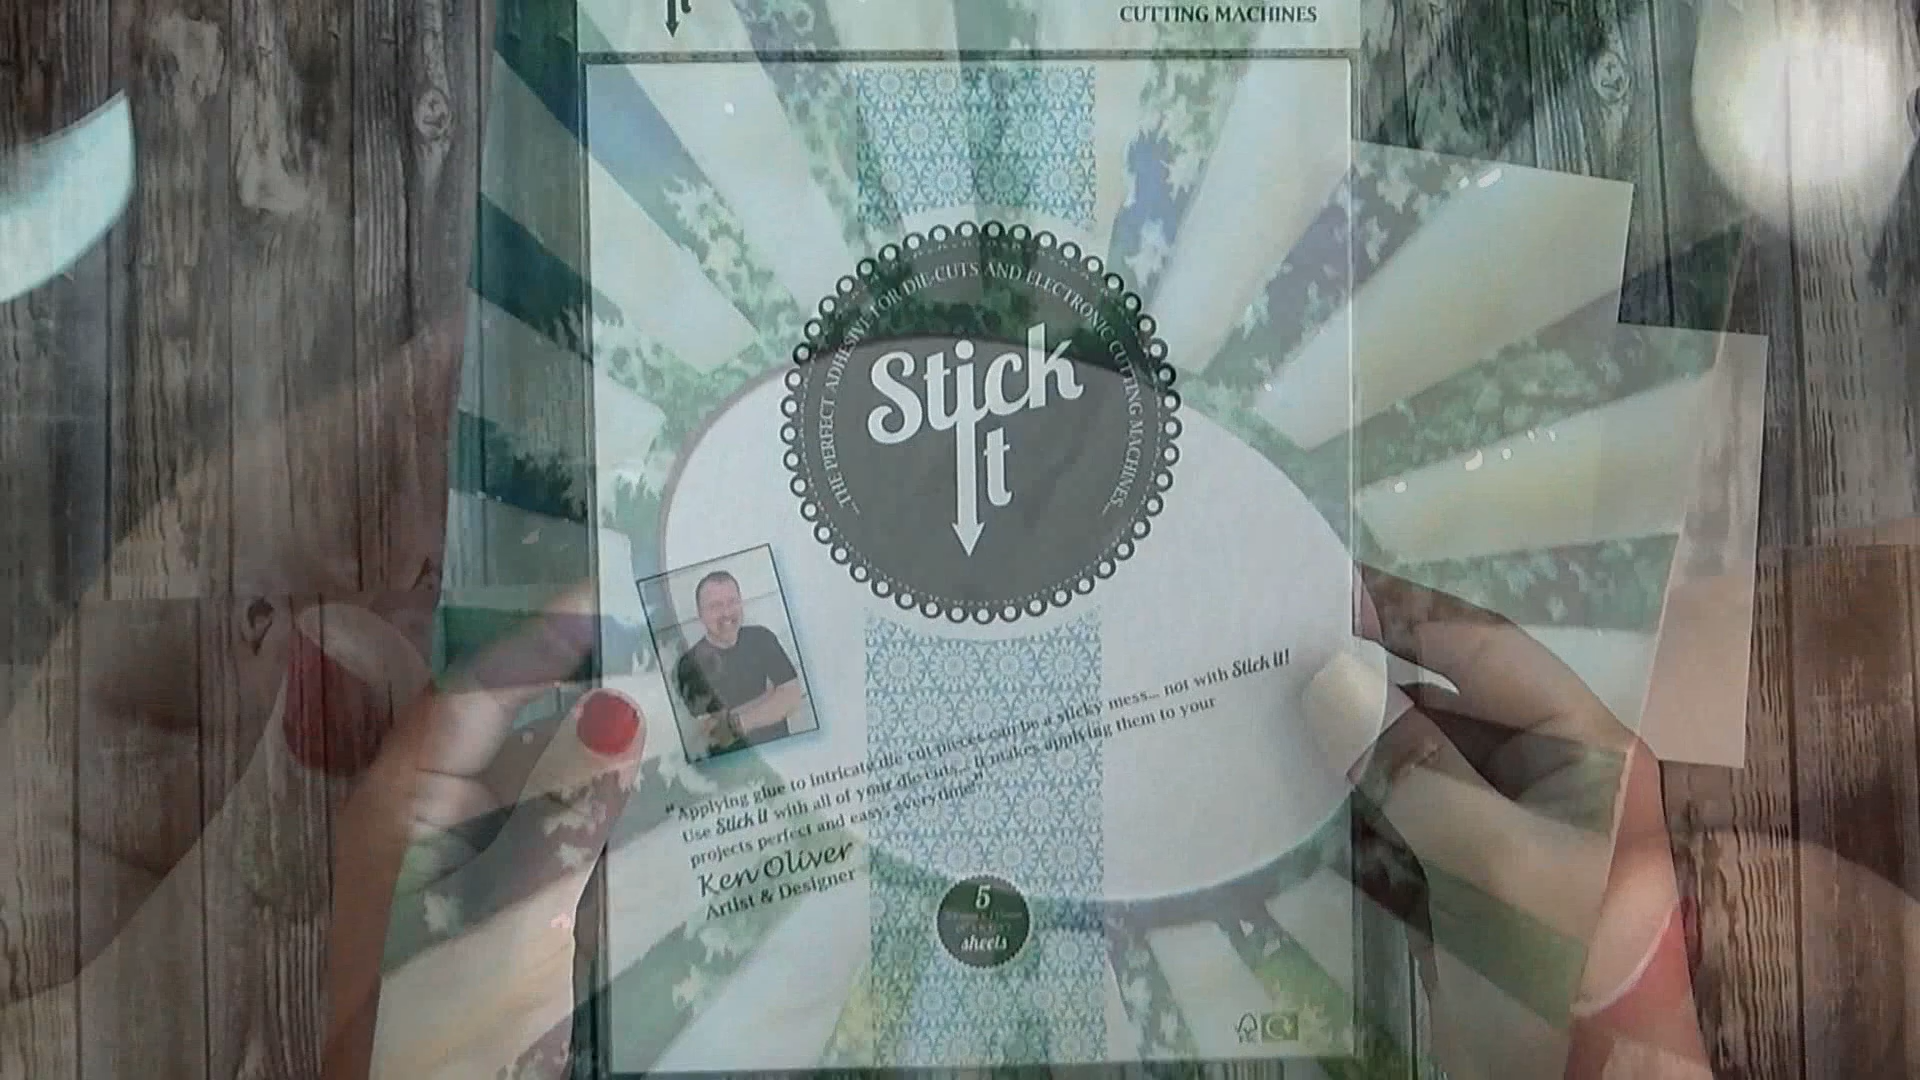 It
CUTTING MACHINES
THE PERFECT ADHESIVE FOR DIE-CUTS AND ELECTRONIC CUTTING MACHINES...
Stick
It
"Applying glue to intricate die cut pieces can be a sticky mess... not with Stick it!
Use Stick it with all of your die-cuts... it makes applying them to your
projects perfect and easy, everytime!"
Ken Oliver
Artist & Designer
5
sheets